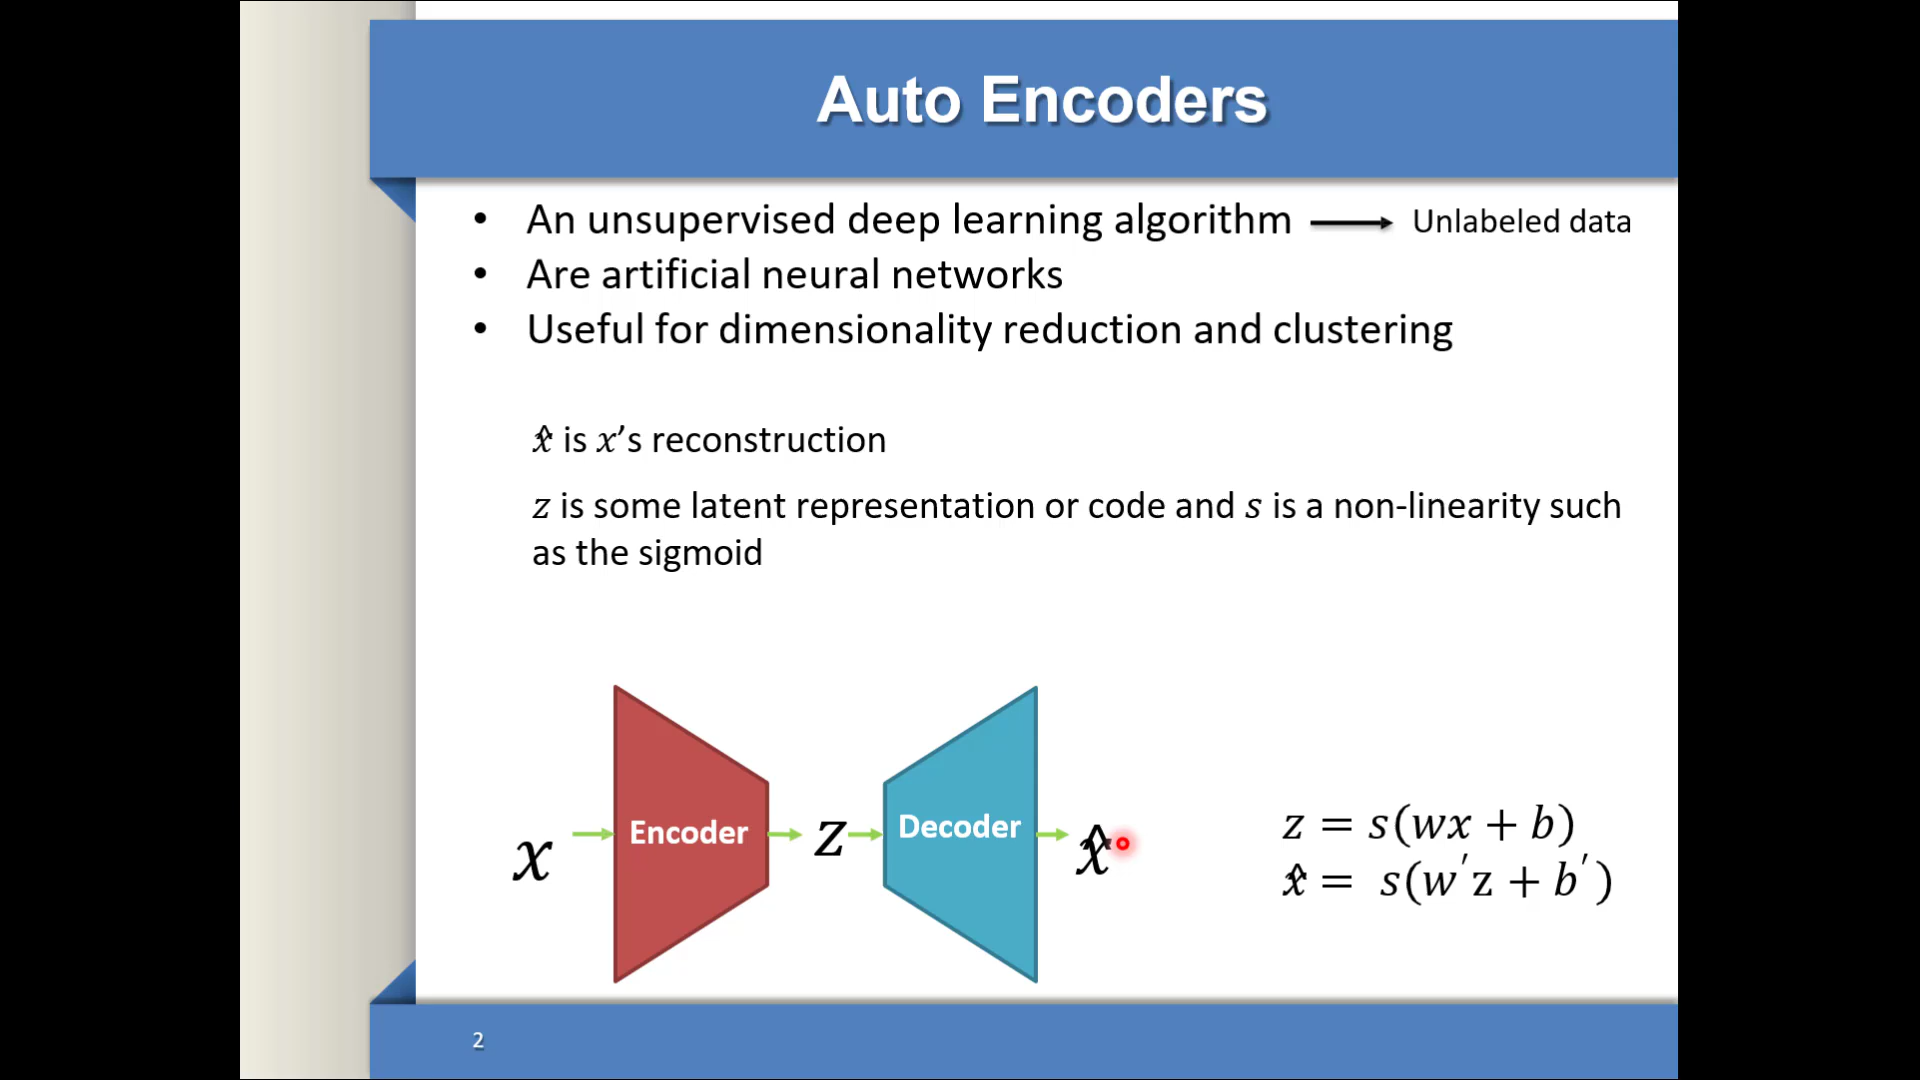 Auto Encoders
• An unsupervised deep learning algorithm → Unlabeled data
• Are artificial neural networks
• Useful for dimensionality reduction and clustering
x̂ is x’s reconstruction
z is some latent representation or code and s is a non-linearity such
as the sigmoid
x → Encoder → z → Decoder → x̂
z = s(wx + b)
x̂ = s(w′z + b′)
2